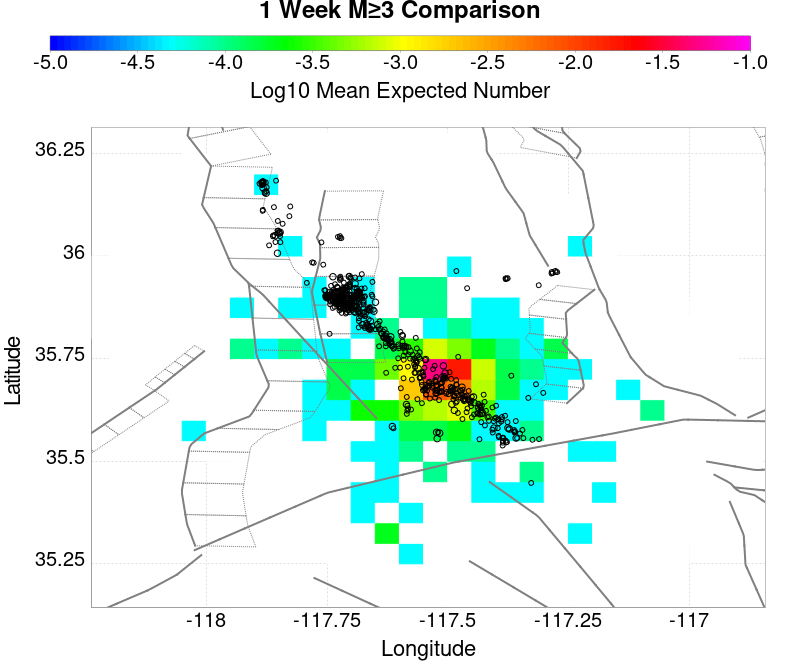 1 Week M≥3 Comparison
-5.0 -4.5 -4.0 -3.5 -3.0 -2.5 -2.0 -1.5 -1.0
Log10 Mean Expected Number
36.25
36
35.75
35.5
35.25
Latitude
-118 -117.75 -117.5 -117.25 -117
Longitude